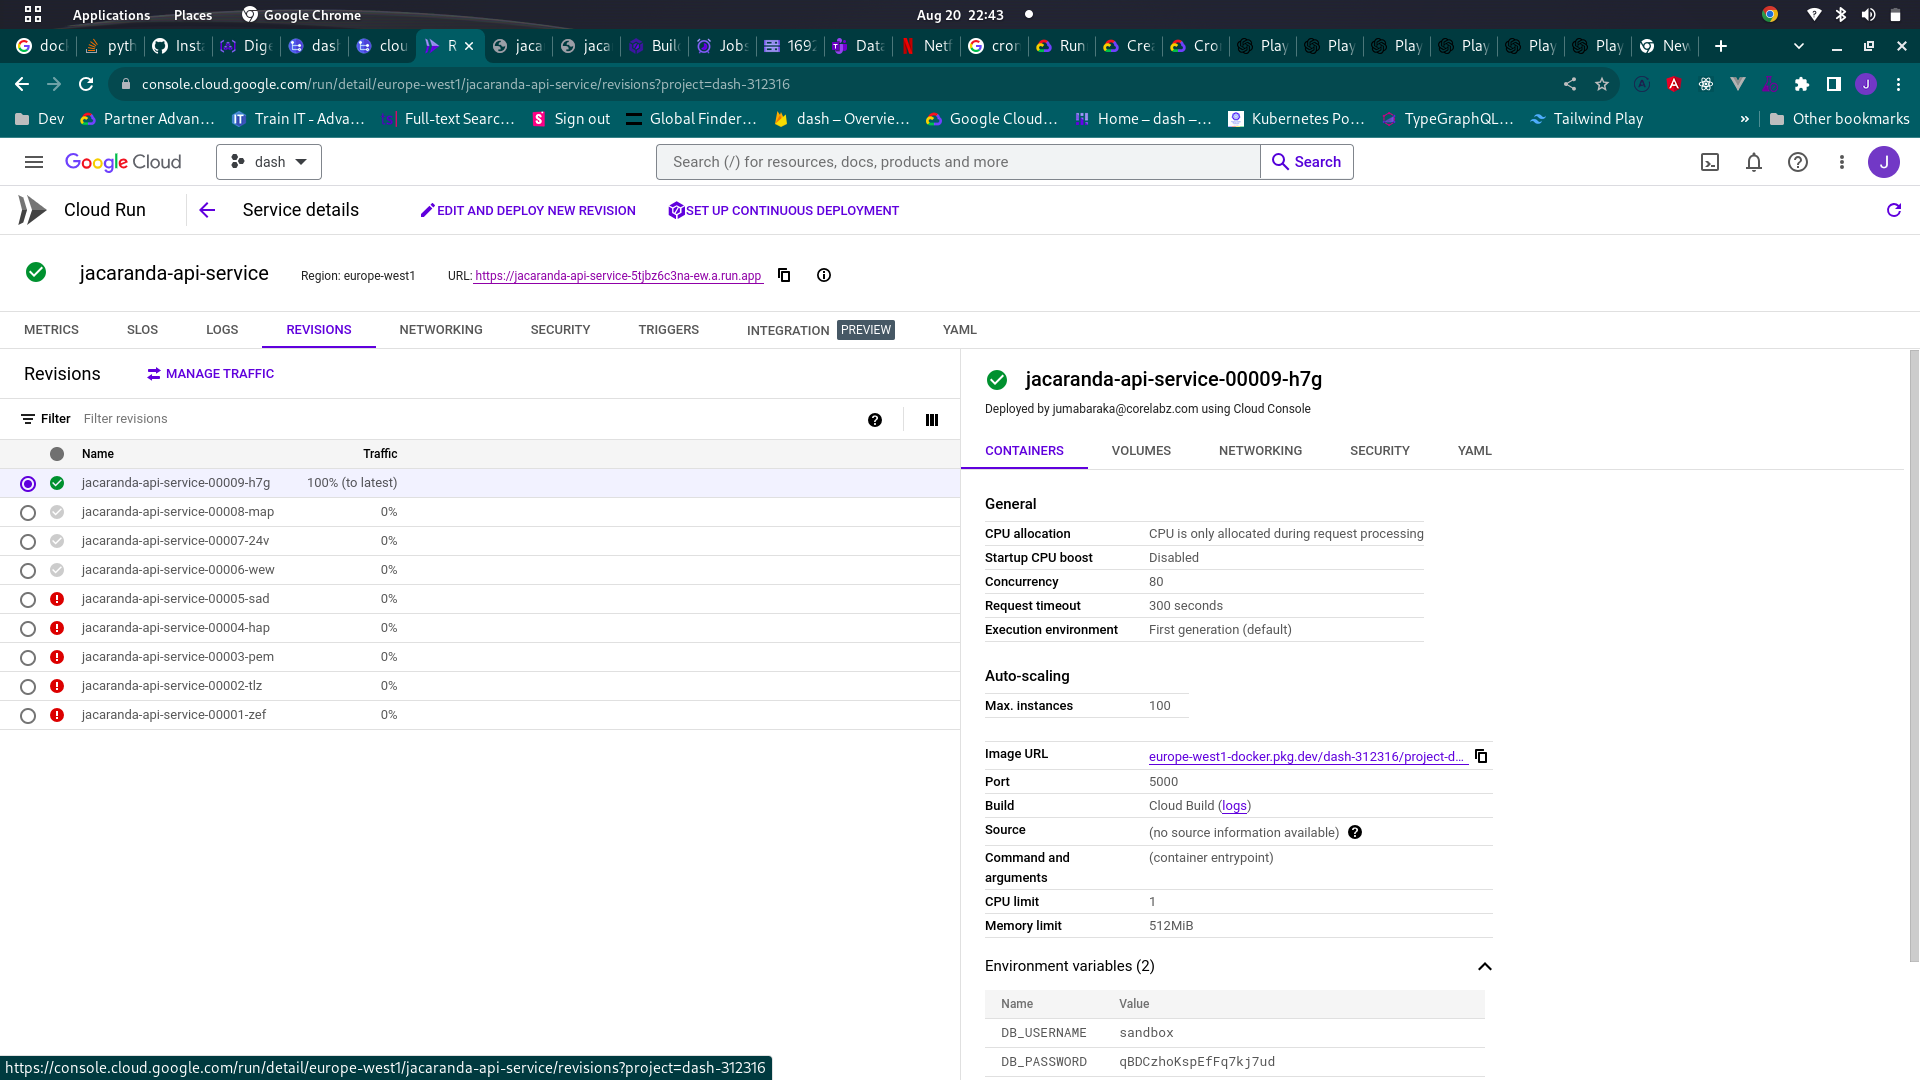 Applications Places Google Chrome Aug 20 22:43
docl pyth Insta Dige dash clou R jaca jaca Build Jobs 1692 Data Netf cron Run Crea Cro Play Play Play Play Play Play New
console.cloud.google.com/run/detail/europe-west1/jacaranda-api-service/revisions?project=dash-312316 J
Dev Partner Advan… Train IT - Adva… Full-text Searc… Sign out Global Finder… dash – Overvie… Google Cloud… Home – dash –… Kubernetes Po… TypeGraphQL… Tailwind Play » Other bookmarks
Google Cloud dash Search (/) for resources, docs, products and more Search J
Cloud Run Service details EDIT AND DEPLOY NEW REVISION SET UP CONTINUOUS DEPLOYMENT
jacaranda-api-service Region: europe-west1 URL: https://jacaranda-api-service-5tjbz6c3na-ew.a.run.app
METRICS SLOS LOGS REVISIONS NETWORKING SECURITY TRIGGERS INTEGRATION PREVIEW YAML
Revisions MANAGE TRAFFIC
Filter Filter revisions
Name Traffic
jacaranda-api-service-00009-h7g 100% (to latest)
jacaranda-api-service-00008-map 0%
jacaranda-api-service-00007-24v 0%
jacaranda-api-service-00006-wew 0%
jacaranda-api-service-00005-sad 0%
jacaranda-api-service-00004-hap 0%
jacaranda-api-service-00003-pem 0%
jacaranda-api-service-00002-tlz 0%
jacaranda-api-service-00001-zef 0%
jacaranda-api-service-00009-h7g
Deployed by jumabaraka@corelabz.com using Cloud Console
CONTAINERS VOLUMES NETWORKING SECURITY YAML
General
CPU allocation CPU is only allocated during request processing
Startup CPU boost Disabled
Concurrency 80
Request timeout 300 seconds
Execution environment First generation (default)
Auto-scaling
Max. instances 100
Image URL europe-west1-docker.pkg.dev/dash-312316/project-d…
Port 5000
Build Cloud Build (logs)
Source (no source information available)
Command and arguments (container entrypoint)
CPU limit 1
Memory limit 512MiB
Environment variables (2)
Name Value
DB_USERNAME sandbox
DB_PASSWORD qBDCzhoKspEfFq7kj7ud
https://console.cloud.google.com/run/detail/europe-west1/jacaranda-api-service/revisions?project=dash-312316